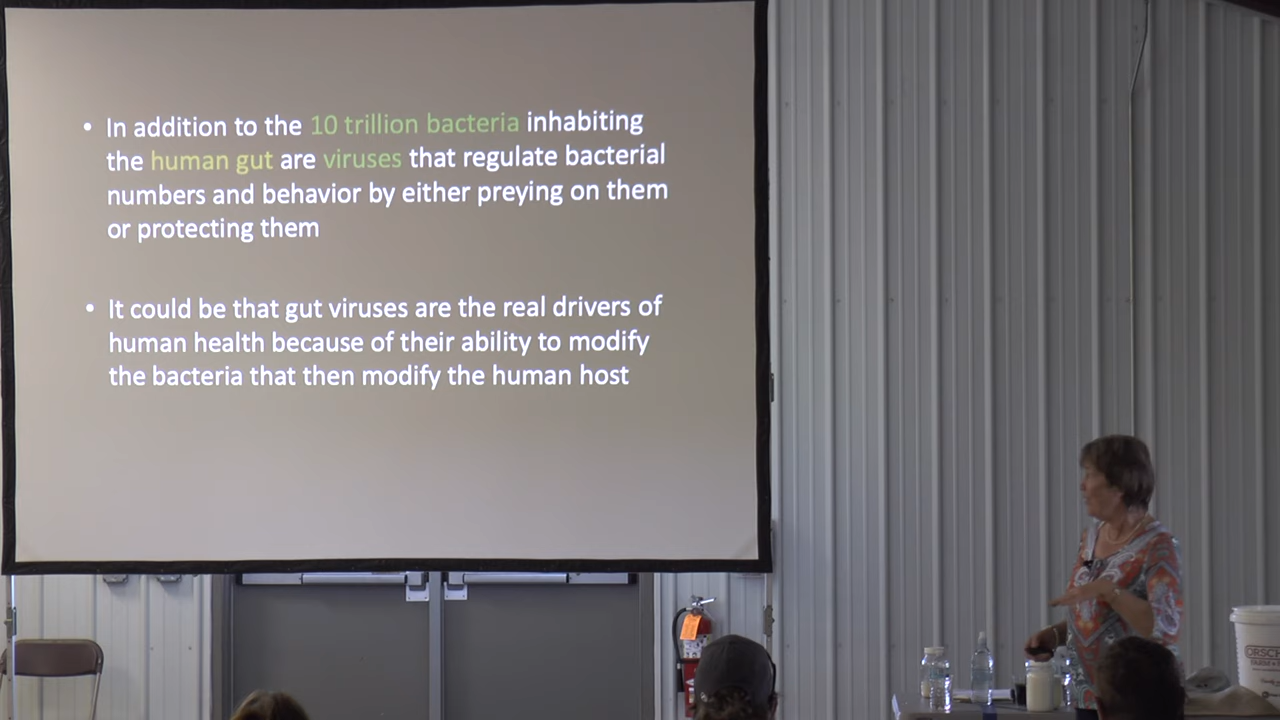 • In addition to the 10 trillion bacteria inhabiting
the human gut are viruses that regulate bacterial
numbers and behavior by either preying on them
or protecting them
• It could be that gut viruses are the real drivers of
human health because of their ability to modify
the bacteria that then modify the human host